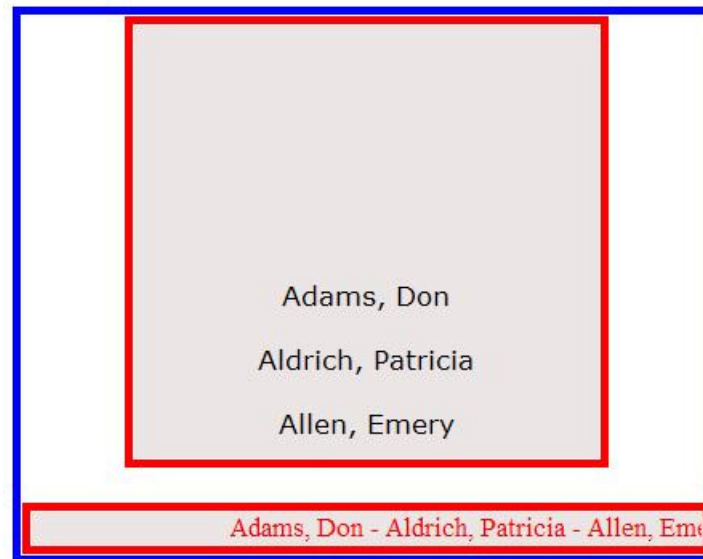 Adams, Don
Aldrich, Patricia
Allen, Emery
Adams, Don - Aldrich, Patricia - Allen,